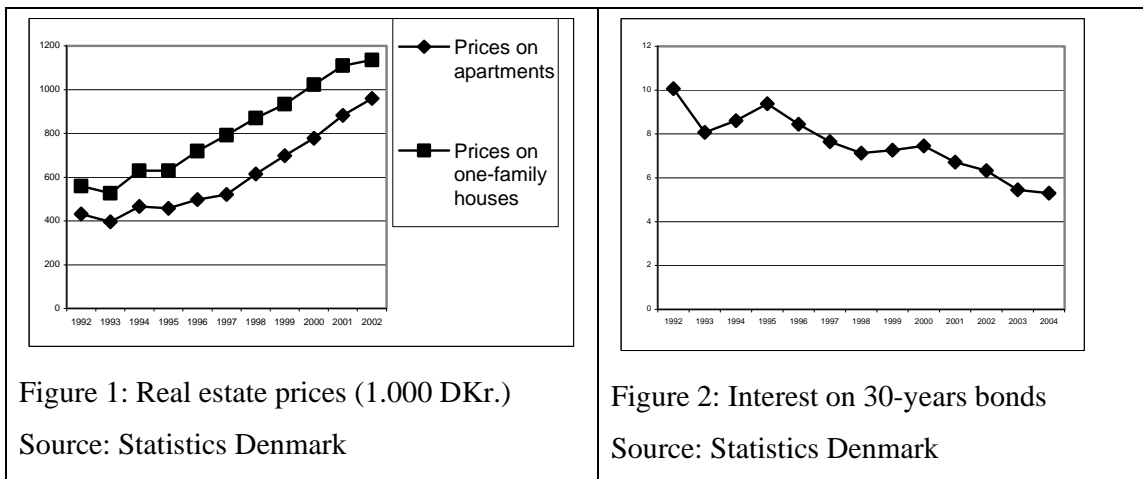 1200
1000
800
600
400
200
0
1992 1993 1994 1995 1996 1997 1998 1999 2000 2001 2002
Prices on
apartments
Prices on
one-family
houses
Figure 1: Real estate prices (1.000 DKr.)
Source: Statistics Denmark
12
10
8
6
4
2
0
1992 1993 1994 1995 1996 1997 1998 1999 2000 2001 2002 2003 2004
Figure 2: Interest on 30-years bonds
Source: Statistics Denmark